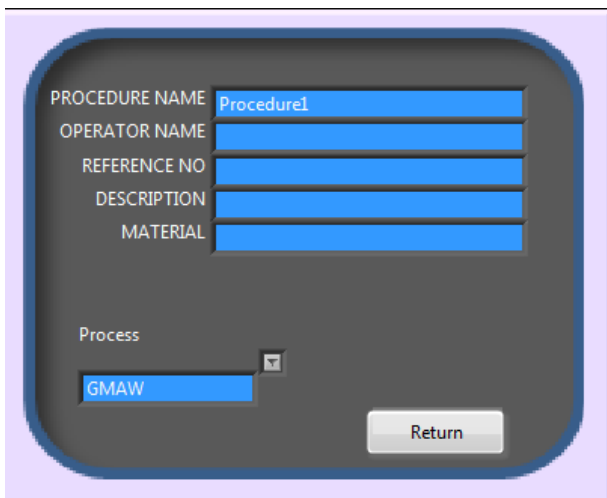 PROCEDURE NAME Procedure1
OPERATOR NAME
REFERENCE NO
DESCRIPTION
MATERIAL
Process
GMAW
Return